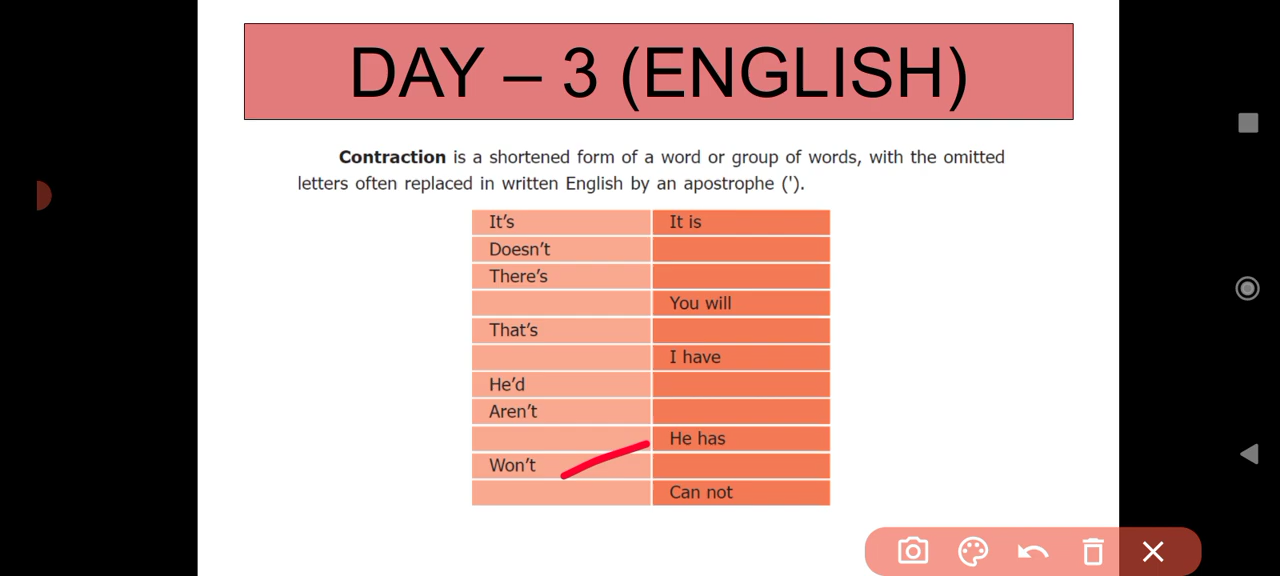 DAY – 3 (ENGLISH)
Contraction is a shortened form of a word or group of words, with the omitted
letters often replaced in written English by an apostrophe (').
It's It is
Doesn't
There's
You will
That's
I have
He'd
Aren't
He has
Won't
Can not